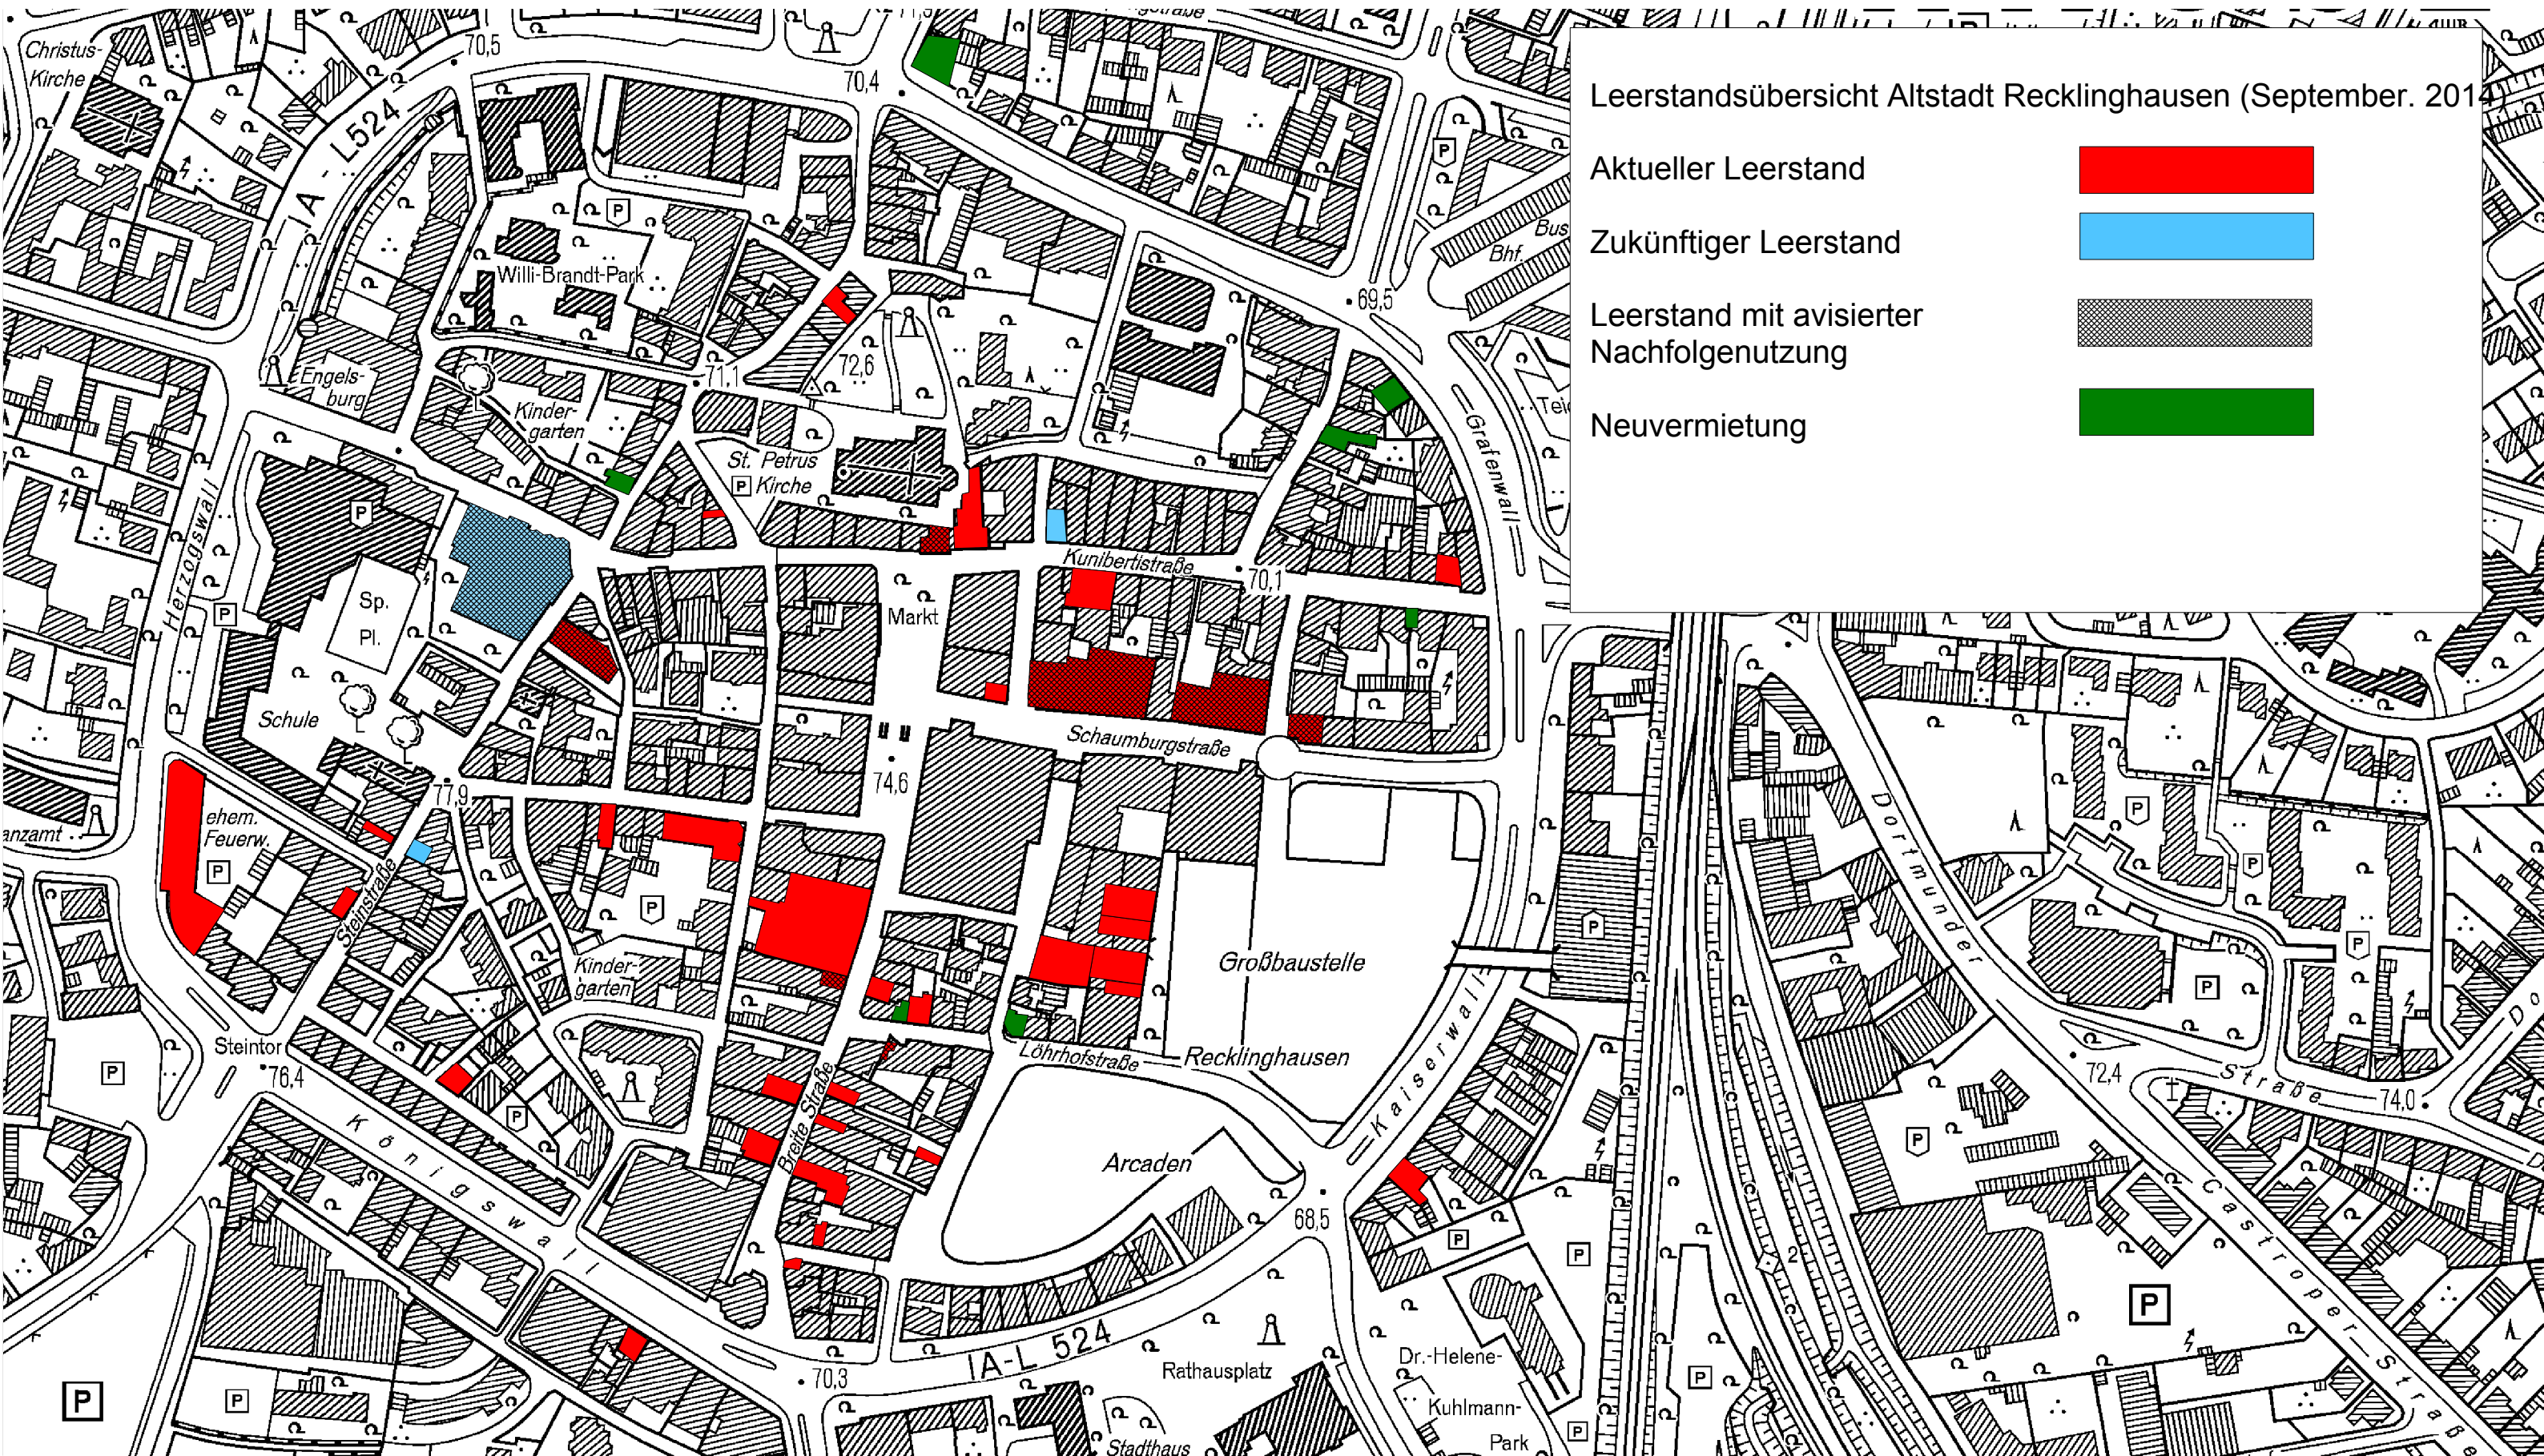 Leerstandsübersicht Altstadt Recklinghausen (September. 2014)
Aktueller Leerstand
Zukünftiger Leerstand
Leerstand mit avisierter
Nachfolgenutzung
Neuvermietung
Christus-
Kirche
70,5
70,4
IA - L524
P
P
Bus
Bhf.
69,5
Willi-Brandt-Park
72,6
71,1
Engels-
burg
Kinder-
garten
Grafenwall
St. Petrus
P Kirche
P
Herzogswall
Kunibertistraße
70,1
Sp.
Pl.
P
Markt
Schule
Schaumburgstraße
74,6
77,9
anzamt
ehem.
Feuerw.
P
Steinstraße
P
Dortmunder
P
P
P
P
P
Großbaustelle
Kinder-
garten
Steintor
76,4
P
Löhrhofstraße
Recklinghausen
Kaiserwall
72,4
Straße
74,0
Do
P
Königswall
Breite Straße
Arcaden
P
68,5
P
P
2
Castroper Straße
P
IA-L 524
Rathausplatz
70,3
Dr.-Helene-
Kuhlmann-
Park
P
P
P
P
Stadthaus